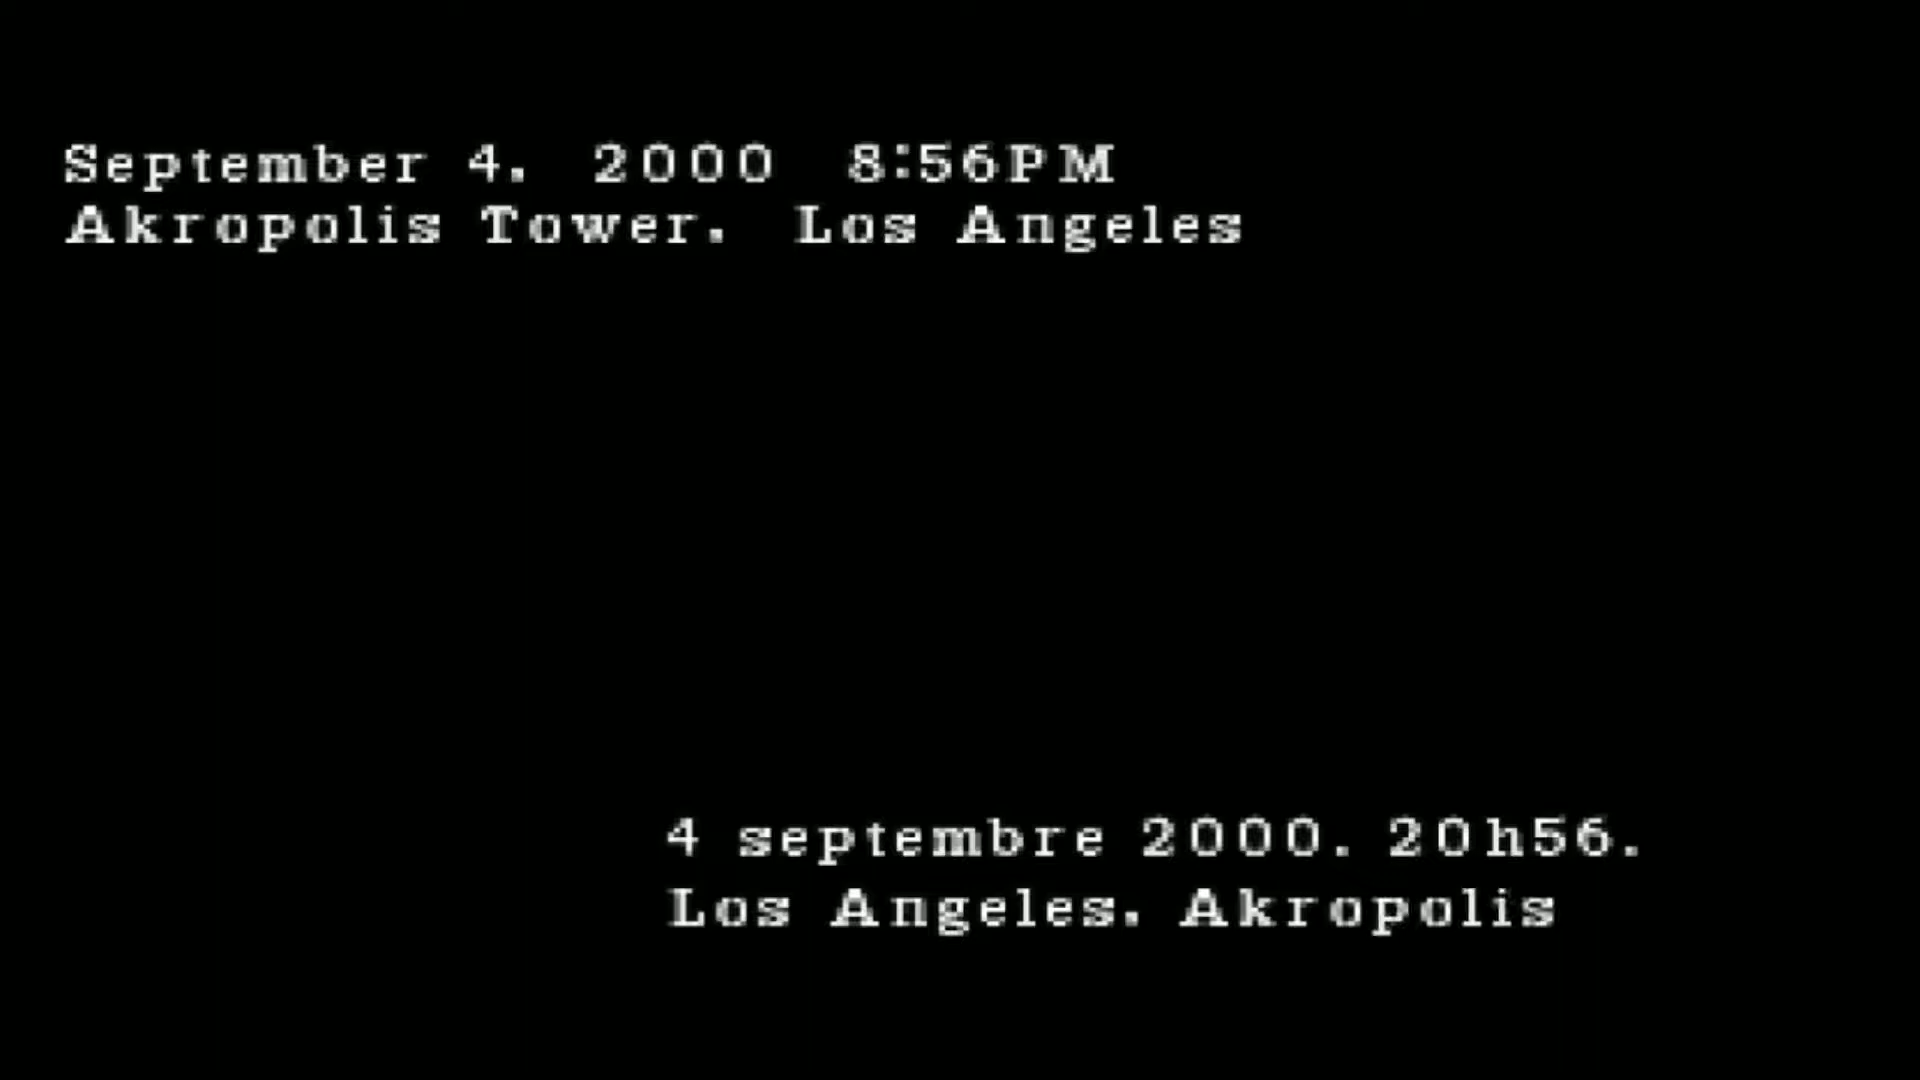 September 4. 2000 8:56PM
Akropolis Tower. Los Angeles
4 septembre 2000. 20h56.
Los Angeles. Akropolis